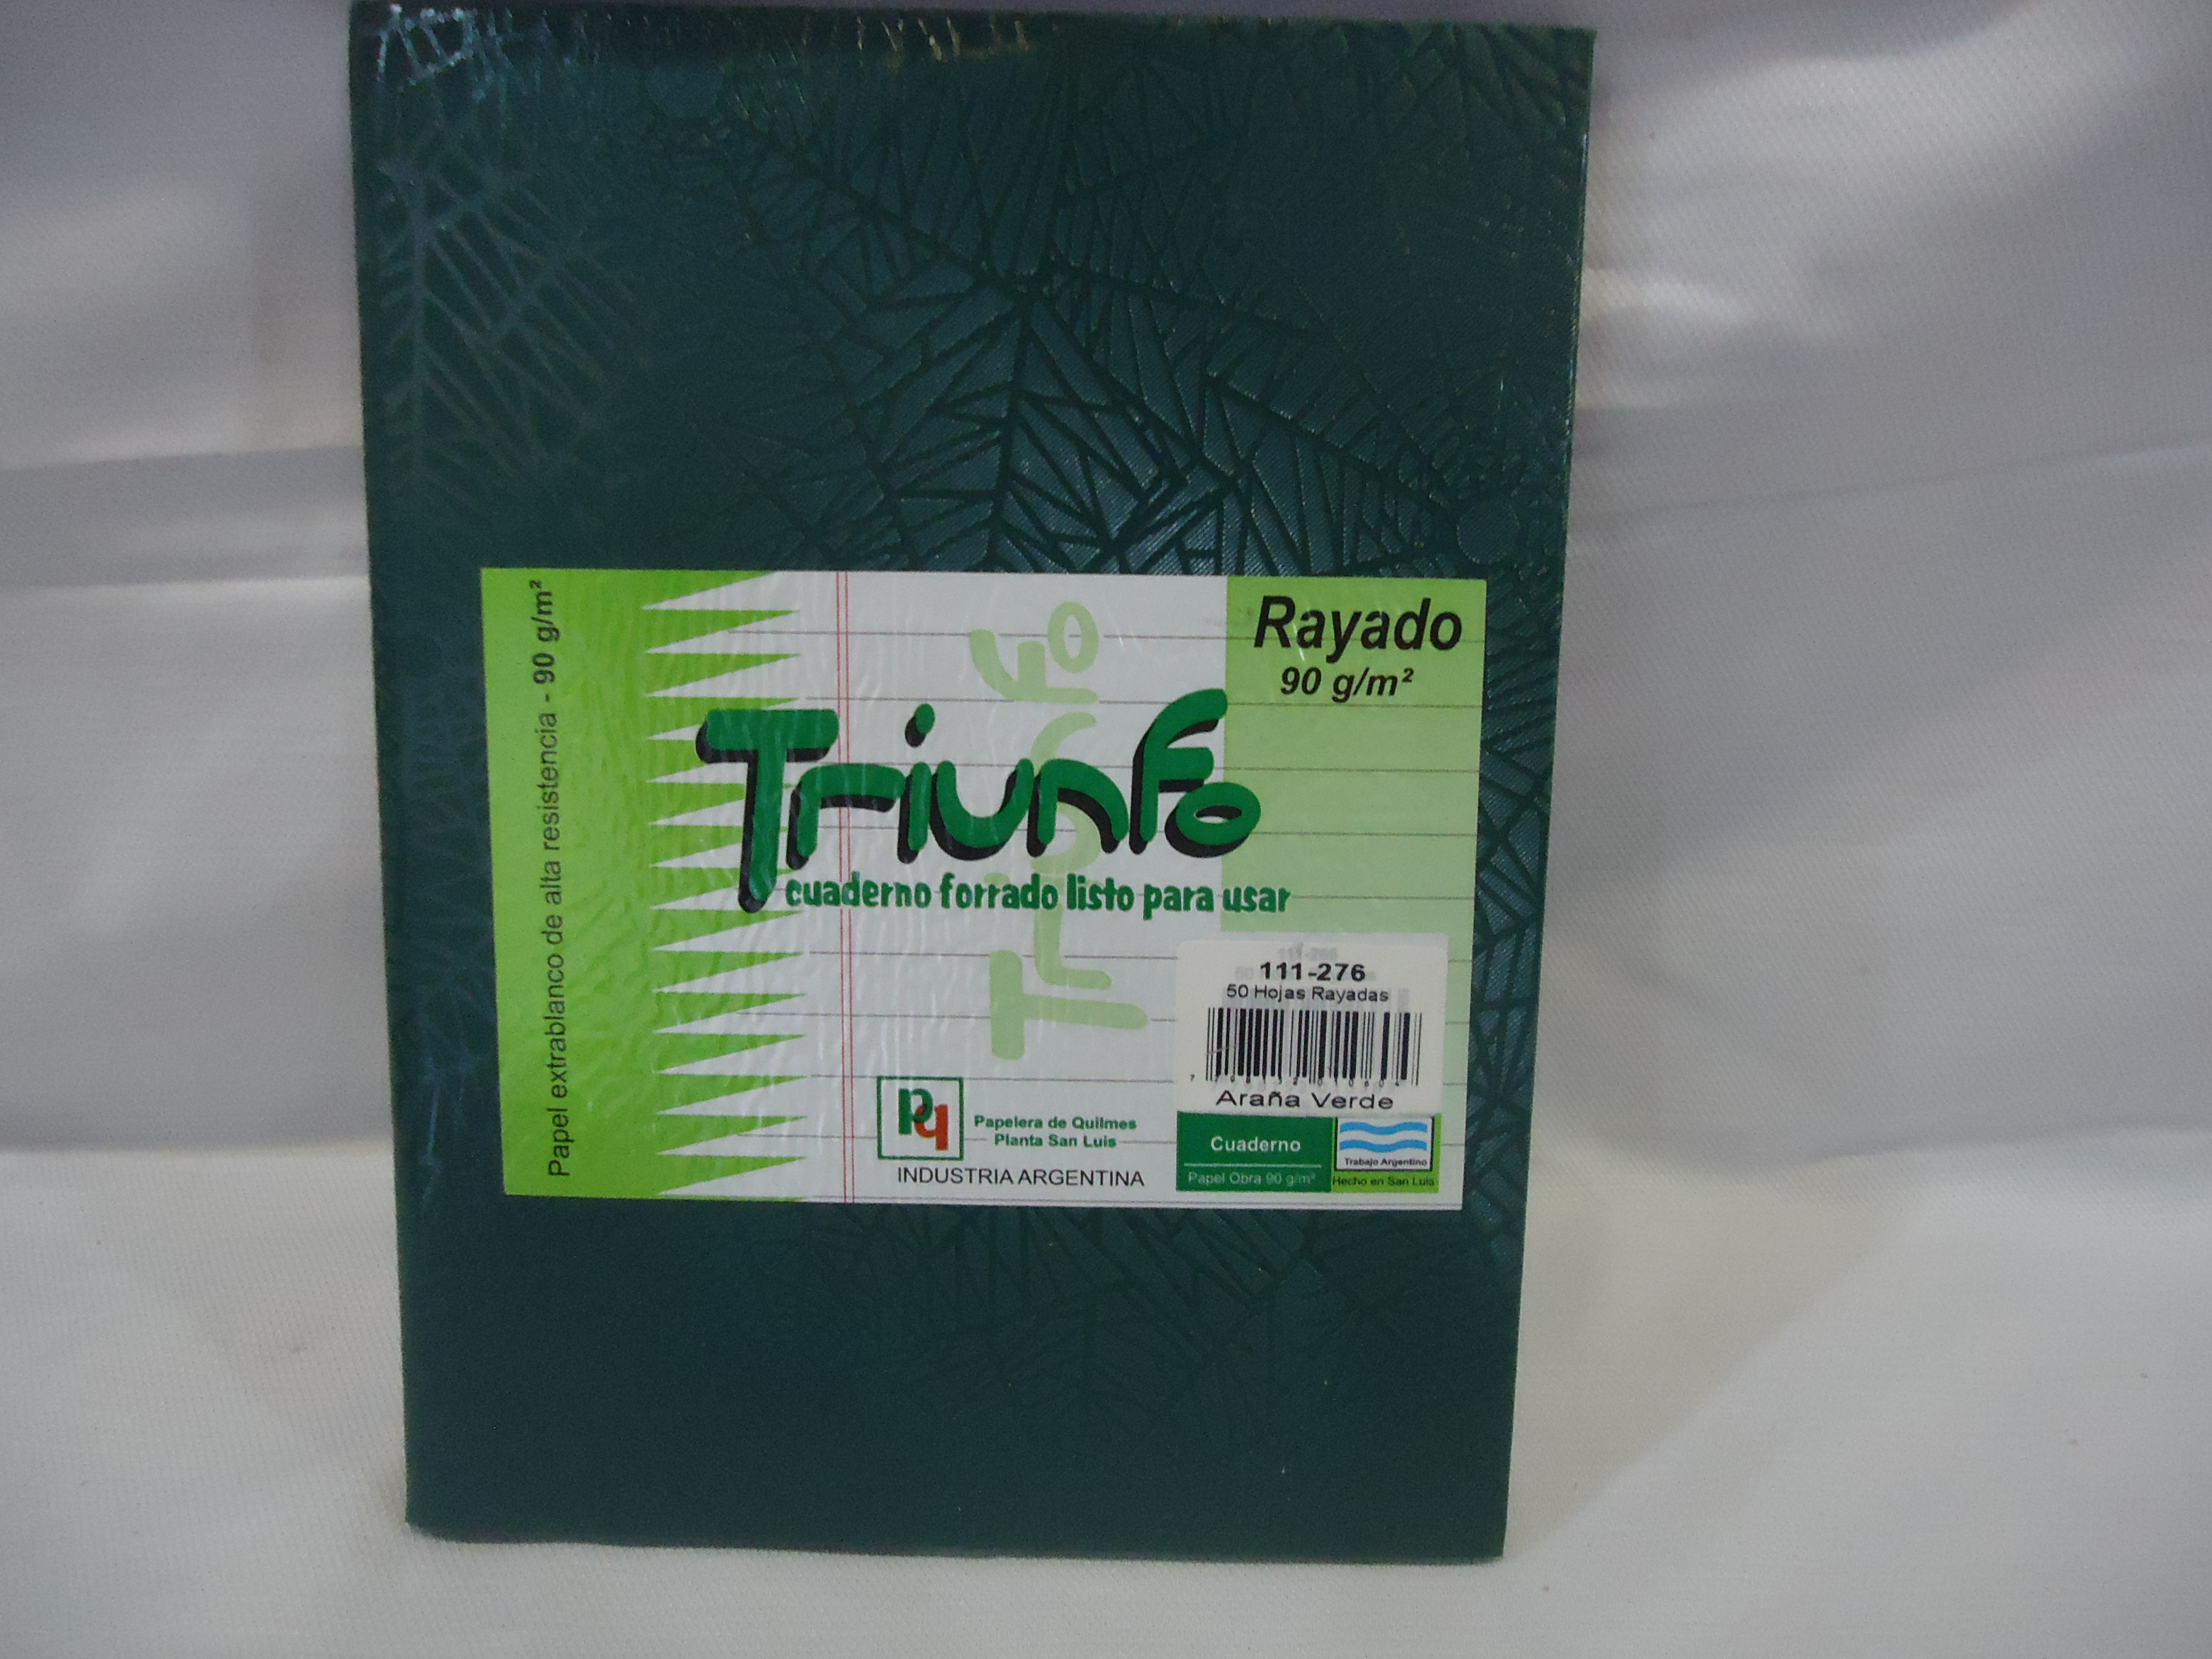 Papel extrablanco de alta resistencia - 90 g/m²
Rayado
90 g/m²
Triunfo
Triunfo
cuaderno forrado listo para usar
111-276
50 Hojas Rayadas
Araña Verde
pq
Papelera de Quilmes
Planta San Luis
INDUSTRIA ARGENTINA
Cuaderno
Papel Obra 90 g/m²
Trabajo Argentino
Hecho en San Luis